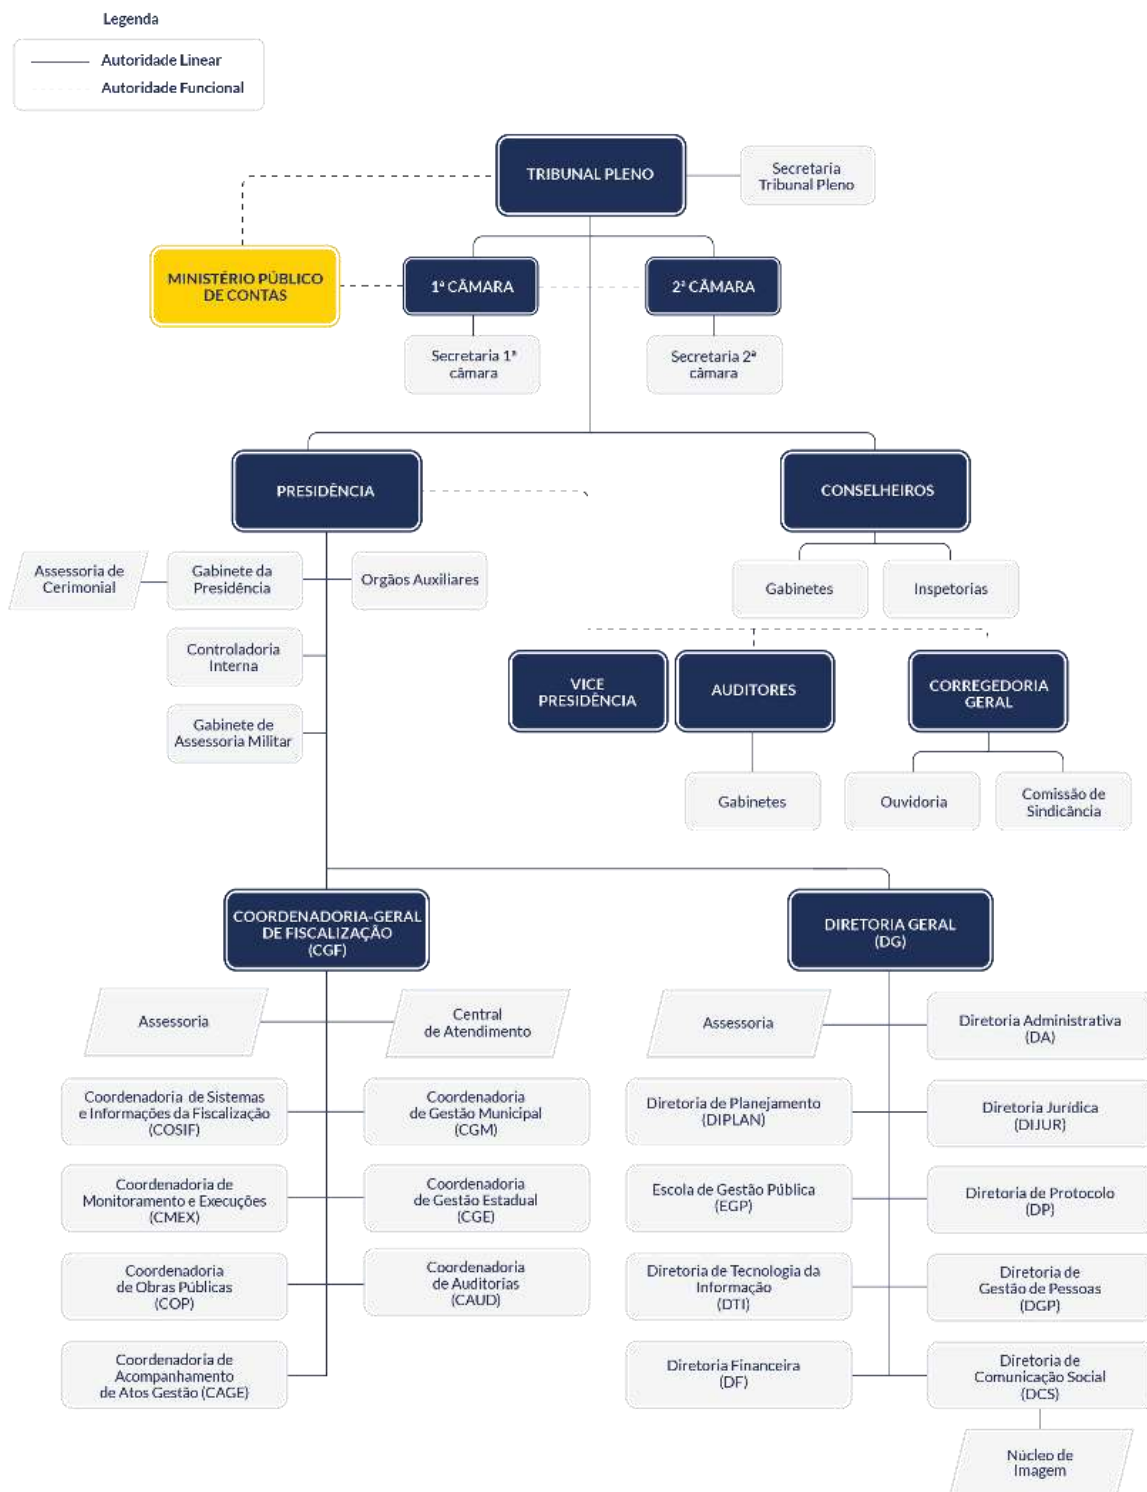 Legenda
Autoridade Linear
Autoridade Funcional
TRIBUNAL PLENO
Secretaria
Tribunal Pleno
MINISTÉRIO PÚBLICO
DE CONTAS
1ª CÂMARA
2ª CÂMARA
Secretaria 1ª
câmara
Secretaria 2ª
câmara
PRESIDÊNCIA
CONSELHEIROS
Assessoria de
Cerimonial
Gabinete da
Presidência
Orgãos Auxiliares
Gabinetes
Inspetorias
Controladoria
Interna
VICE
PRESIDÊNCIA
AUDITORES
CORREGEDORIA
GERAL
Gabinete de
Assessoria Militar
Gabinetes
Ouvidoria
Comissão de
Sindicância
COORDENADORIA-GERAL
DE FISCALIZAÇÃO
(CGF)
DIRETORIA GERAL
(DG)
Assessoria
Central
de Atendimento
Assessoria
Diretoria Administrativa
(DA)
Coordenadoria de Sistemas
e Informações da Fiscalização
(COSIF)
Coordenadoria
de Gestão Municipal
(CGM)
Diretoria de Planejamento
(DIPLAN)
Diretoria Jurídica
(DIJUR)
Coordenadoria de
Monitoramento e Execuções
(CMEX)
Coordenadoria
de Gestão Estadual
(CGE)
Escola de Gestão Pública
(EGP)
Diretoria de Protocolo
(DP)
Coordenadoria
de Obras Públicas
(COP)
Coordenadoria
de Auditorias
(CAUD)
Diretoria de Tecnologia da
Informação
(DTI)
Diretoria de
Gestão de Pessoas
(DGP)
Coordenadoria de
Acompanhamento
de Atos Gestão (CAGE)
Diretoria Financeira
(DF)
Diretoria de
Comunicação Social
(DCS)
Núcleo de
Imagem